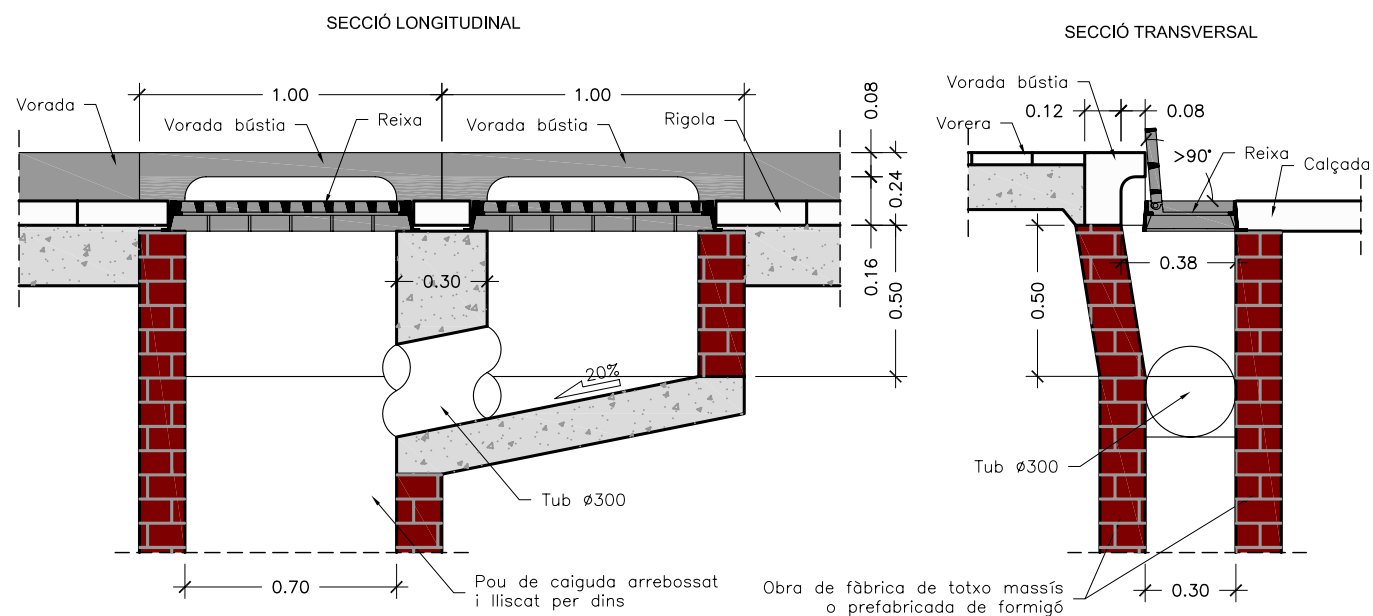 SECCIÓ LONGITUDINAL
1.00
1.00
0.08
Vorada
Vorada bústia
Reixa
Vorada bústia
Rigola
0.24
0.16
0.50
0.30
20%
Tub ø300
0.70
Pou de caiguda arrebossat
i lliscat per dins
SECCIÓ TRANSVERSAL
Vorada bústia
0.12
0.08
Vorera
>90°
Reixa
Calçada
0.38
0.50
Tub ø300
Obra de fàbrica de totxo massís
o prefabricada de formigó
0.30